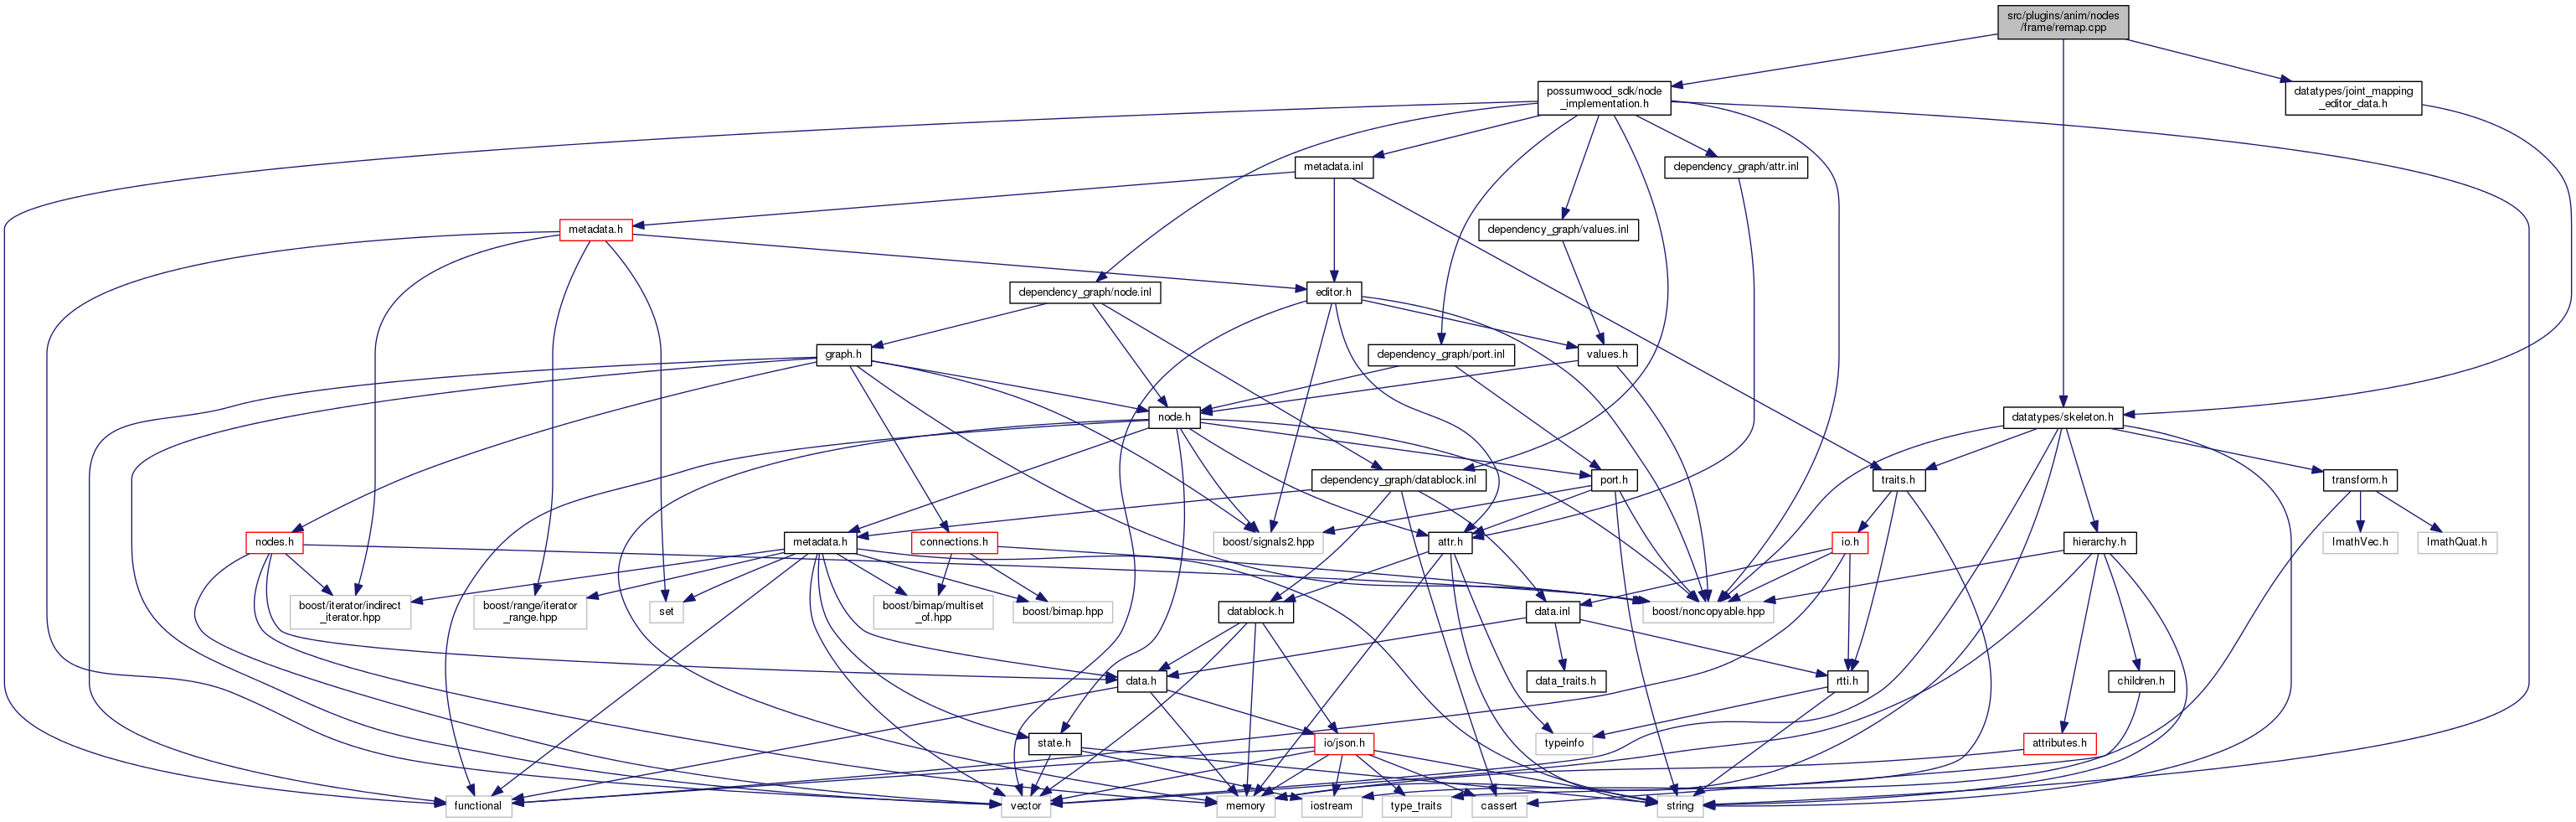 src/plugins/anim/nodes
/frame/remap.cpp
possumwood_sdk/node
_implementation.h
datatypes/joint_mapping
_editor_data.h
metadata.inl
dependency_graph/attr.inl
metadata.h
dependency_graph/values.inl
dependency_graph/node.inl
editor.h
graph.h
dependency_graph/port.inl
values.h
node.h
datatypes/skeleton.h
dependency_graph/datablock.inl
port.h
traits.h
transform.h
nodes.h
metadata.h
connections.h
boost/signals2.hpp
attr.h
io.h
hierarchy.h
ImathVec.h
ImathQuat.h
boost/iterator/indirect
_iterator.hpp
boost/range/iterator
_range.hpp
set
boost/bimap/multiset
_of.hpp
boost/bimap.hpp
datablock.h
data.inl
boost/noncopyable.hpp
data.h
data_traits.h
rtti.h
children.h
state.h
io/json.h
typeinfo
attributes.h
functional
vector
memory
iostream
type_traits
cassert
string